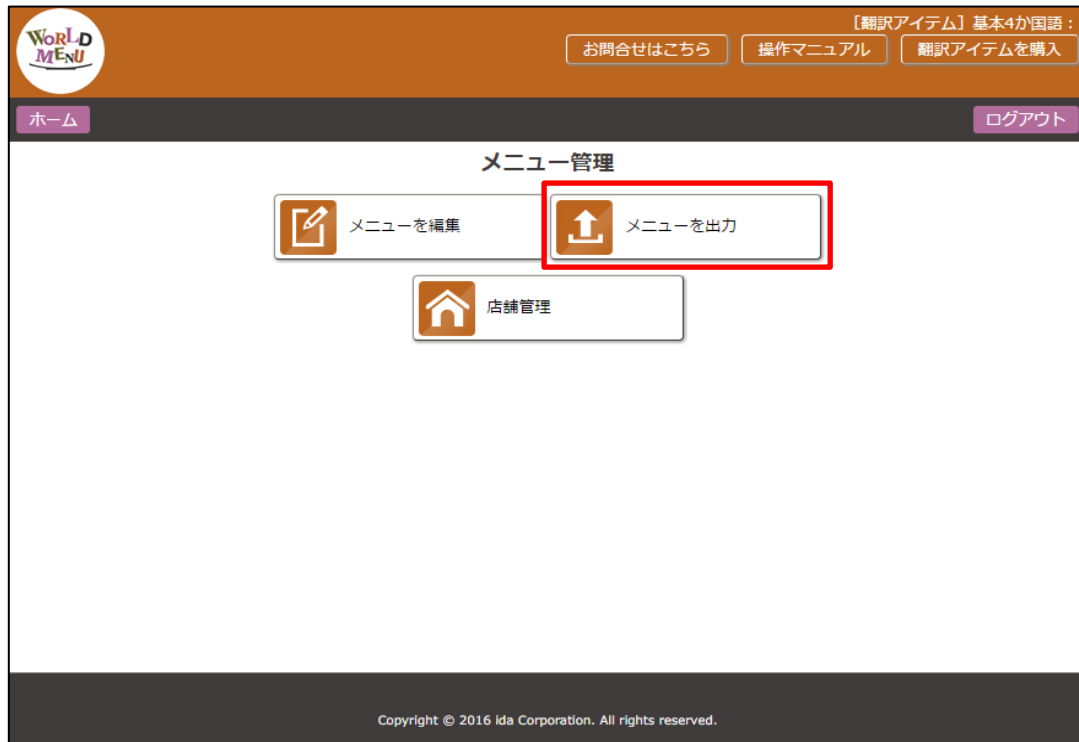 WORLD
MENU
[翻訳アイテム] 基本4か国語：
お問合せはこちら
操作マニュアル
翻訳アイテムを購入
ホーム
ログアウト
メニュー管理
メニューを編集
メニューを出力
店舗管理
Copyright © 2016 ida Corporation. All rights reserved.